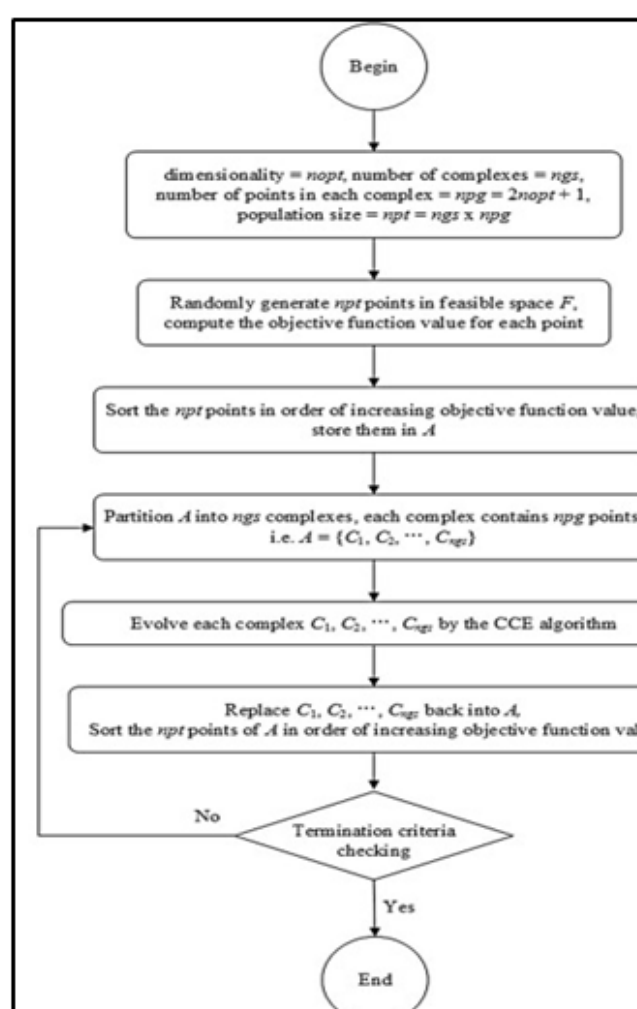 Begin
dimensionality = nopt, number of complexes = ngs,
number of points in each complex = npg = 2nopt + 1,
population size = npt = ngs x npg
Randomly generate npt points in feasible space F,
compute the objective function value for each point
Sort the npt points in order of increasing objective function value,
store them in A
Partition A into ngs complexes, each complex contains npg points
i.e. A = {C1, C2, ⋯, Cngs}
Evolve each complex C1, C2, ⋯, Cngs by the CCE algorithm
Replace C1, C2, ⋯, Cngs back into A,
Sort the npt points of A in order of increasing objective function val
No
Termination criteria
checking
Yes
End